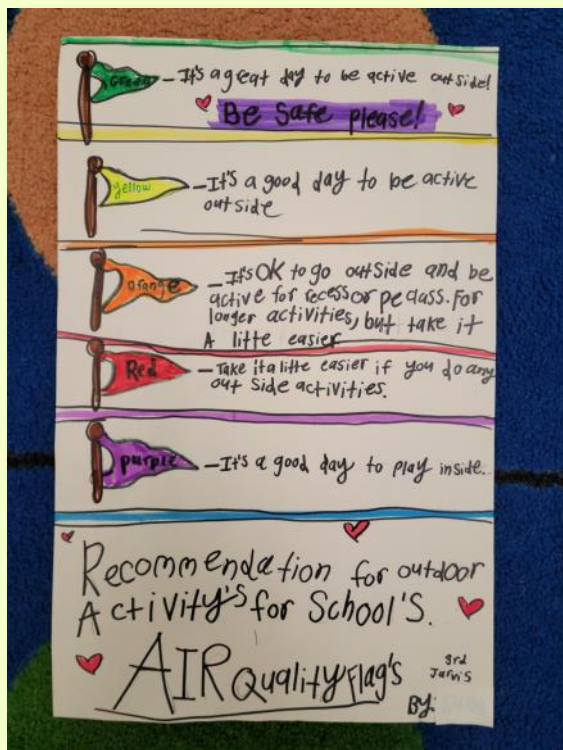 Green – It's a great day to be active outside!
Be Safe please!
yellow – It's a good day to be active
outside
orange – It's OK to go outside and be
active for recess or pe class. For
longer activities, but take it
A litte easier
Red – Take it a litte easier if you do any
out side activities.
purple – It's a good day to play inside.
Recommendation for outdoor
Activity's for School's.
AIR Quality Flag's
3rd
Jarvis
By: